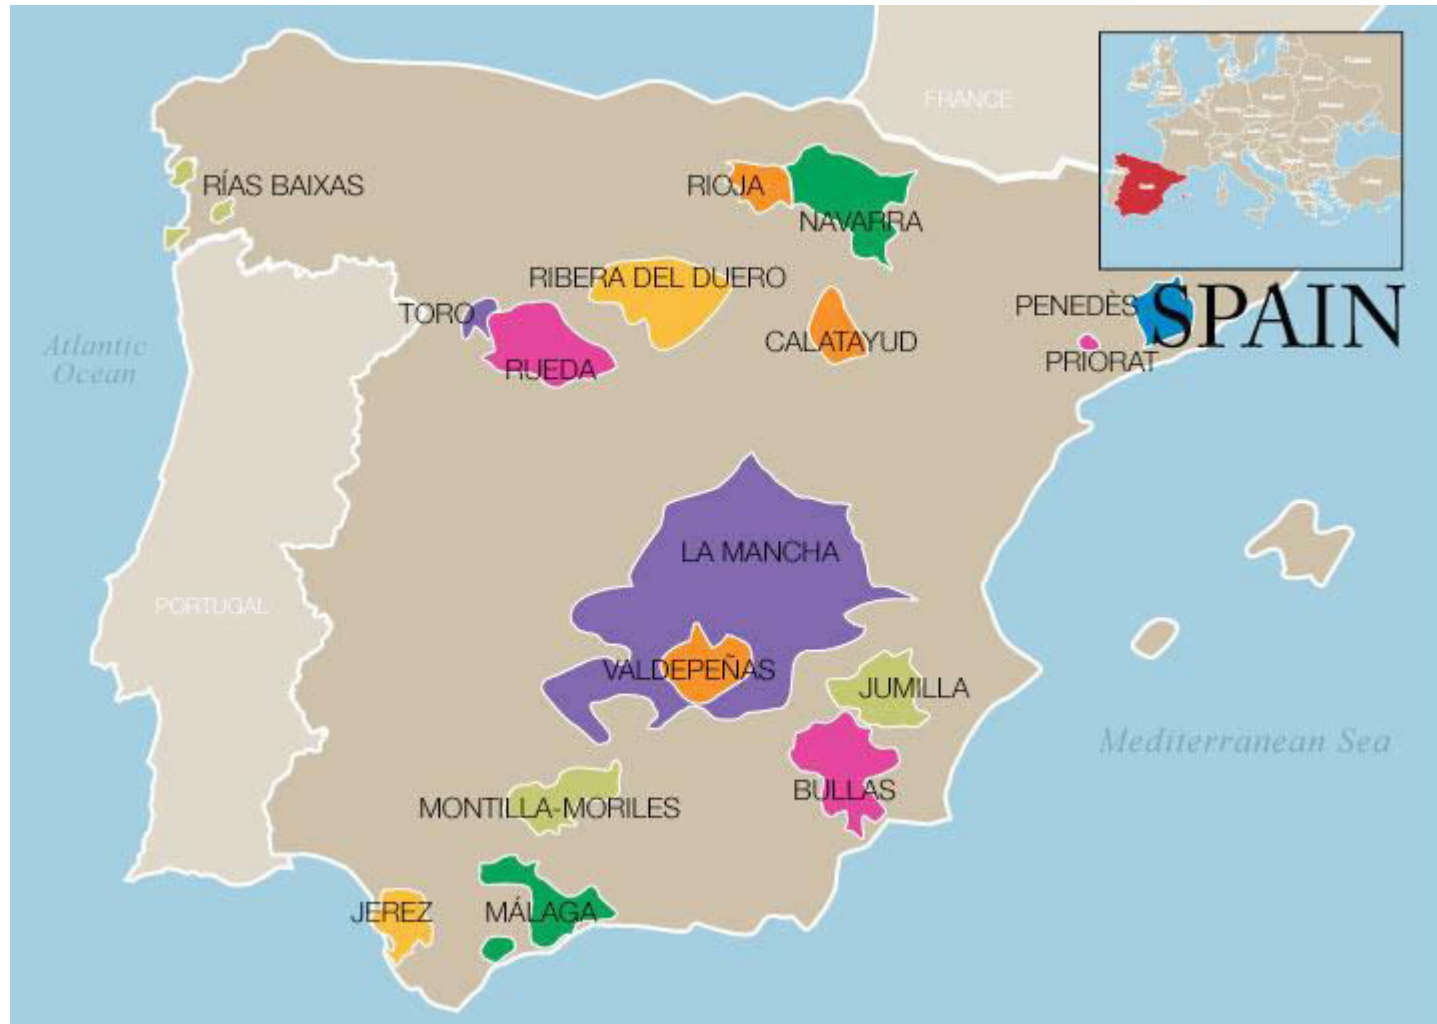 FRANCE
RÍAS BAIXAS
RIOJA
NAVARRA
RIBERA DEL DUERO
TORO
RUEDA
CALATAYUD
PENEDÈS
SPAIN
PRIORAT
Atlantic
Ocean
LA MANCHA
PORTUGAL
VALDEPEÑAS
JUMILLA
Mediterranean Sea
BULLAS
MONTILLA-MORILES
JEREZ
MÁLAGA